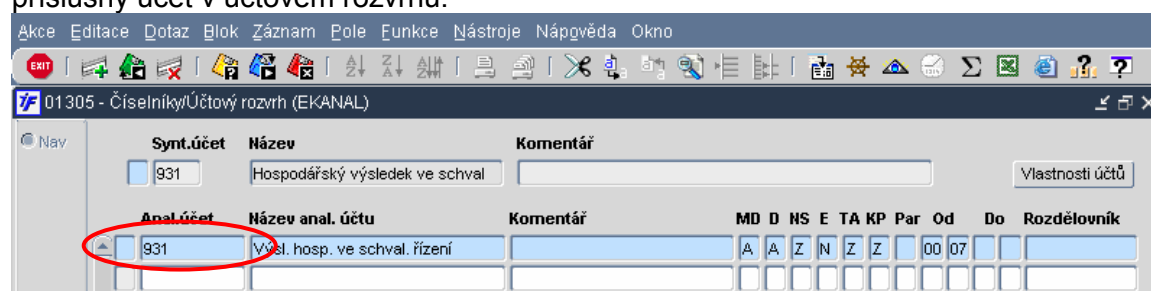 příslušný účet v účtovém rozvrhu.
Akce Editace Dotaz Blok Záznam Pole Funkce Nástroje Nápověda Okno
EXIT
01305 - Číselníky/Účtový rozvrh (EKANAL)
Nav Synt.účet Název Komentář
931 Hospodářský výsledek ve schval Vlastnosti účtů
Anal.účet Název anal. účtu Komentář MD D NS E TA KP Par Od Do Rozdělovník
931 Výsl. hosp. ve schval. řízení A A Z N Z Z 00 07